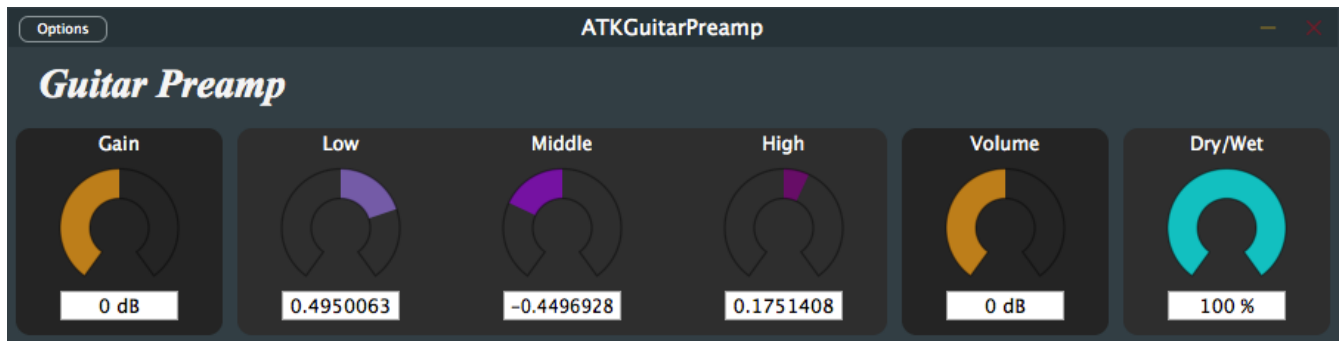 Options ATKGuitarPreamp
Guitar Preamp
Gain Low Middle High Volume Dry/Wet
0 dB 0.4950063 -0.4496928 0.1751408 0 dB 100 %